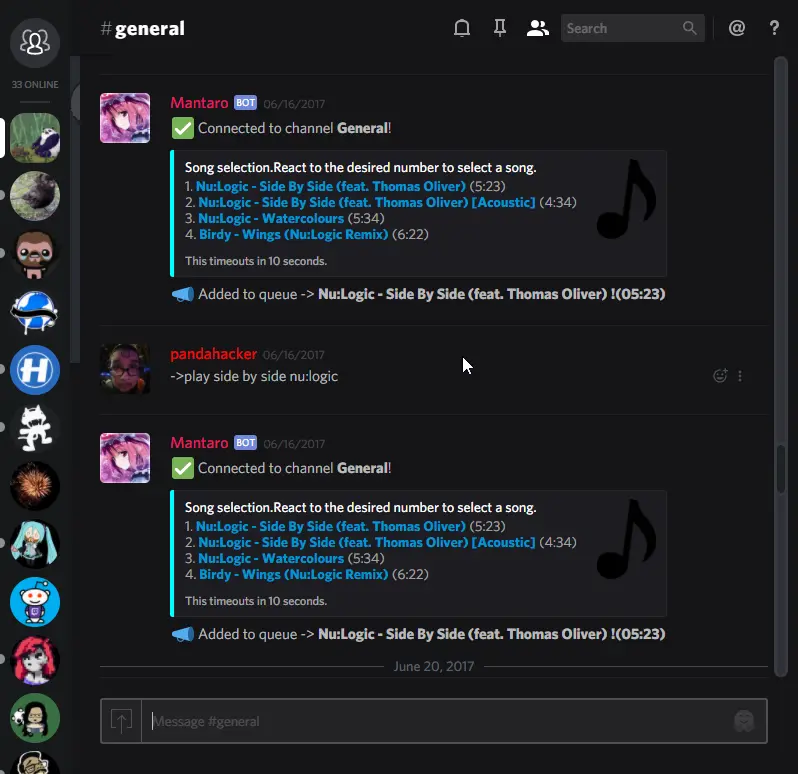 #general
Search
@
?
33 ONLINE
Mantaro BOT 06/16/2017
Connected to channel General!
Song selection.React to the desired number to select a song.
1. Nu:Logic - Side By Side (feat. Thomas Oliver) (5:23)
2. Nu:Logic - Side By Side (feat. Thomas Oliver) [Acoustic] (4:34)
3. Nu:Logic - Watercolours (5:34)
4. Birdy - Wings (Nu:Logic Remix) (6:22)
This timeouts in 10 seconds.
Added to queue -> Nu:Logic - Side By Side (feat. Thomas Oliver) !(05:23)
pandahacker 06/16/2017
->play side by side nu:logic
Mantaro BOT 06/16/2017
Connected to channel General!
Song selection.React to the desired number to select a song.
1. Nu:Logic - Side By Side (feat. Thomas Oliver) (5:23)
2. Nu:Logic - Side By Side (feat. Thomas Oliver) [Acoustic] (4:34)
3. Nu:Logic - Watercolours (5:34)
4. Birdy - Wings (Nu:Logic Remix) (6:22)
This timeouts in 10 seconds.
Added to queue -> Nu:Logic - Side By Side (feat. Thomas Oliver) !(05:23)
June 20, 2017
Message #general
H